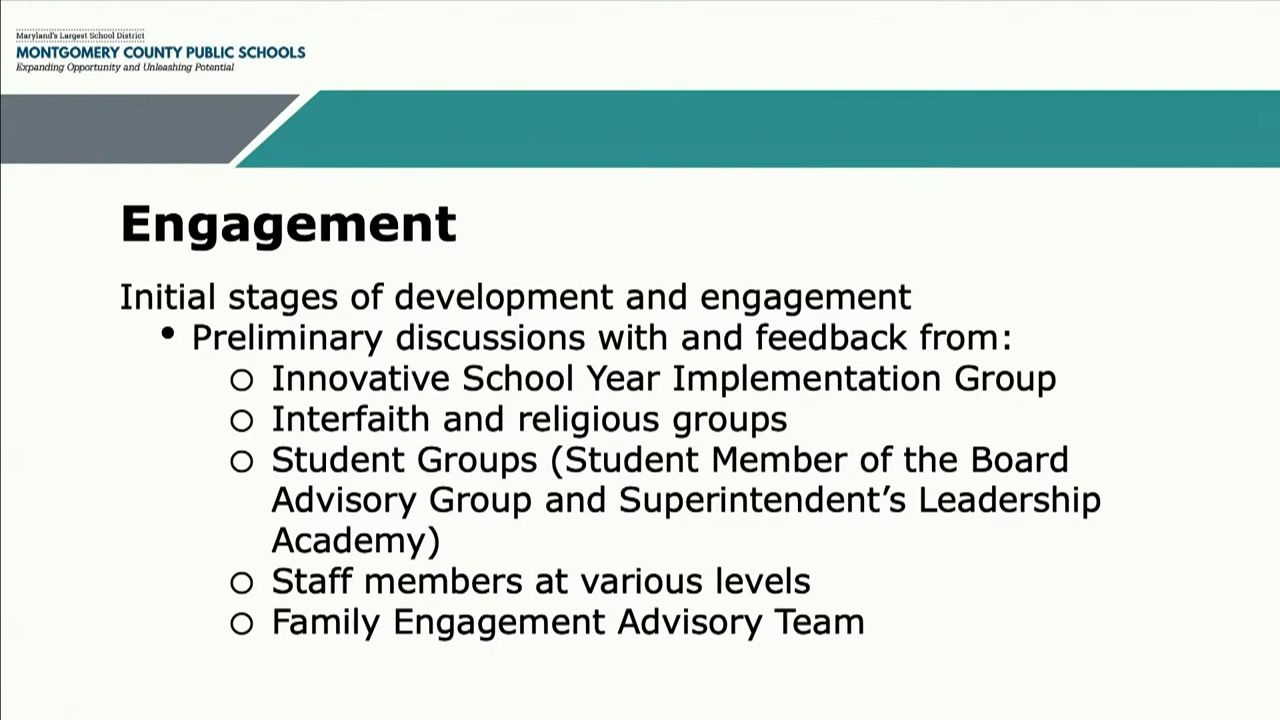 Maryland's Largest School District
MONTGOMERY COUNTY PUBLIC SCHOOLS
Expanding Opportunity and Unleashing Potential
Engagement
Initial stages of development and engagement
• Preliminary discussions with and feedback from:
○ Innovative School Year Implementation Group
○ Interfaith and religious groups
○ Student Groups (Student Member of the Board
Advisory Group and Superintendent’s Leadership
Academy)
○ Staff members at various levels
○ Family Engagement Advisory Team